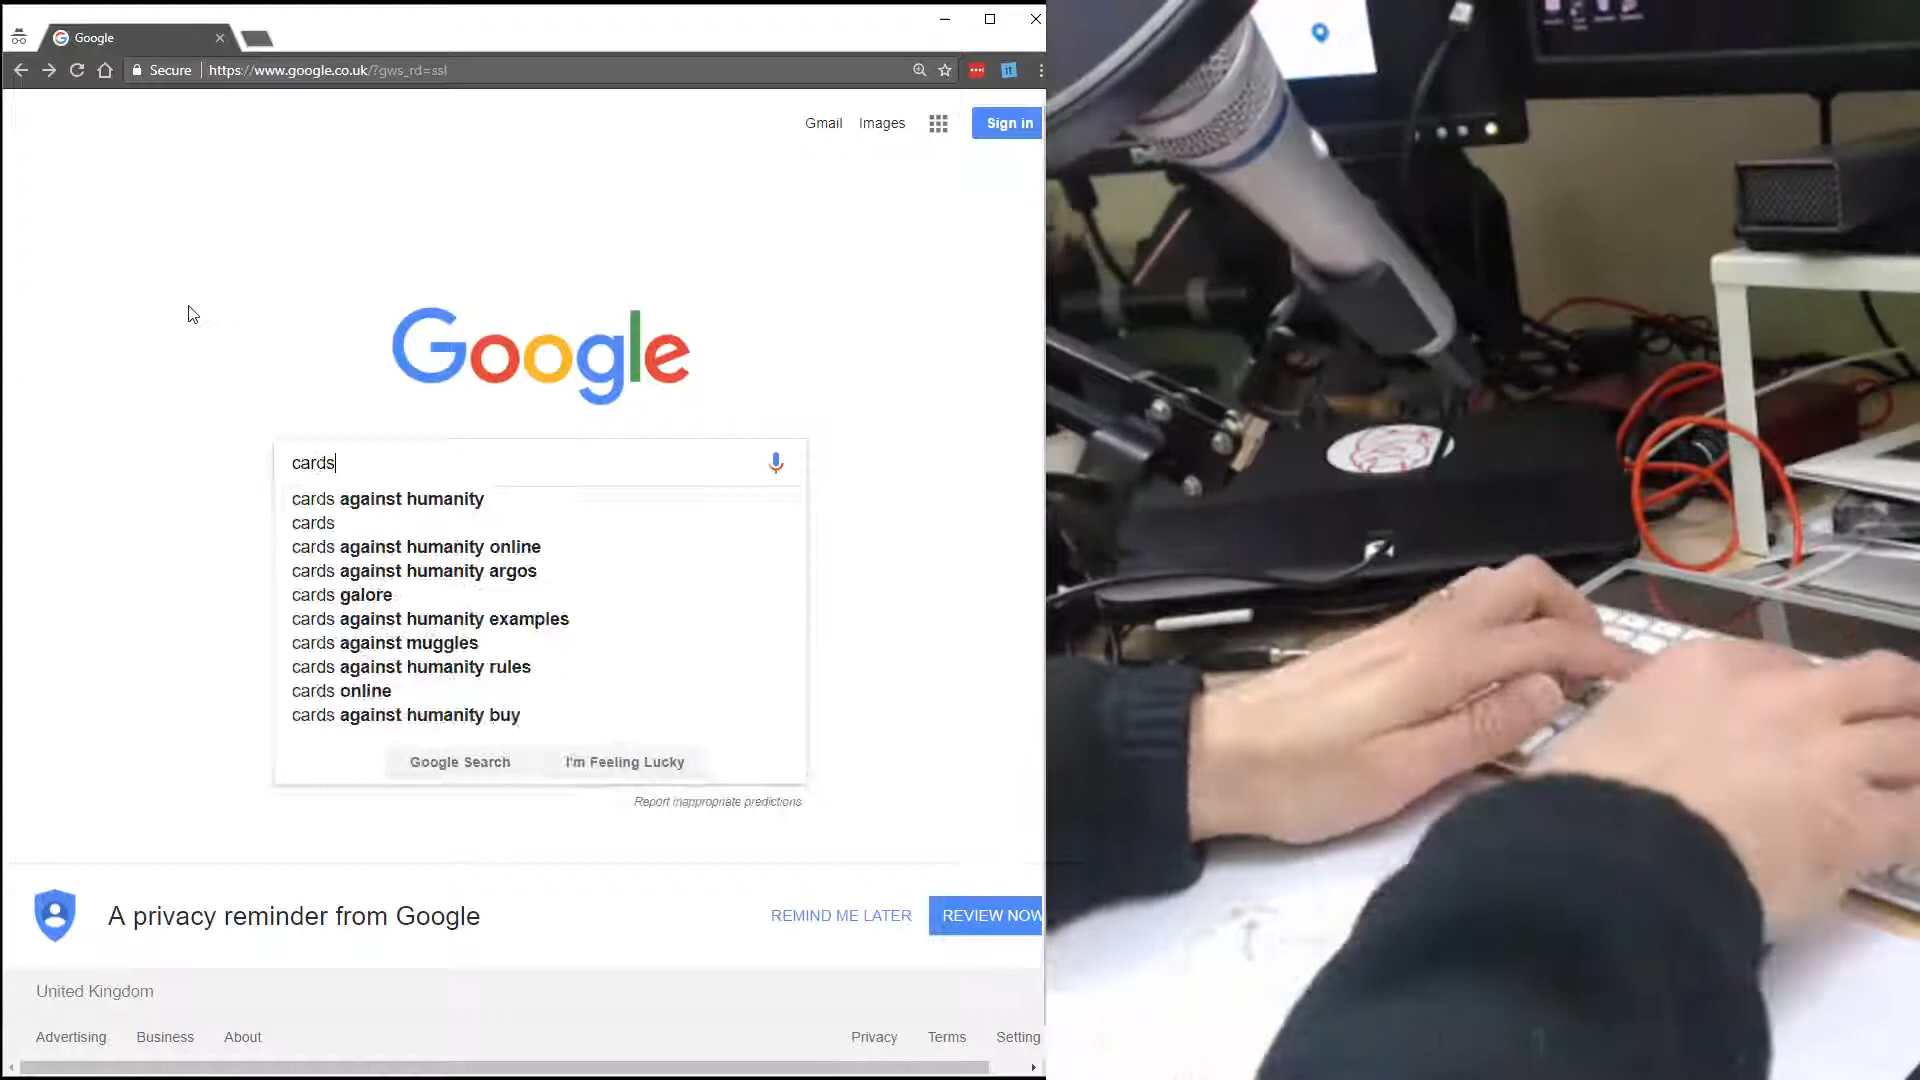 Google
Secure
https://www.google.co.uk/?gws_rd=ssl
Gmail
Images
Sign in
Google
cards
cards against humanity
cards
cards against humanity online
cards against humanity argos
cards galore
cards against humanity examples
cards against muggles
cards against humanity rules
cards online
cards against humanity buy
Google Search
I'm Feeling Lucky
Report inappropriate predictions
A privacy reminder from Google
REMIND ME LATER
REVIEW NOW
United Kingdom
Advertising
Business
About
Privacy
Terms
Setting